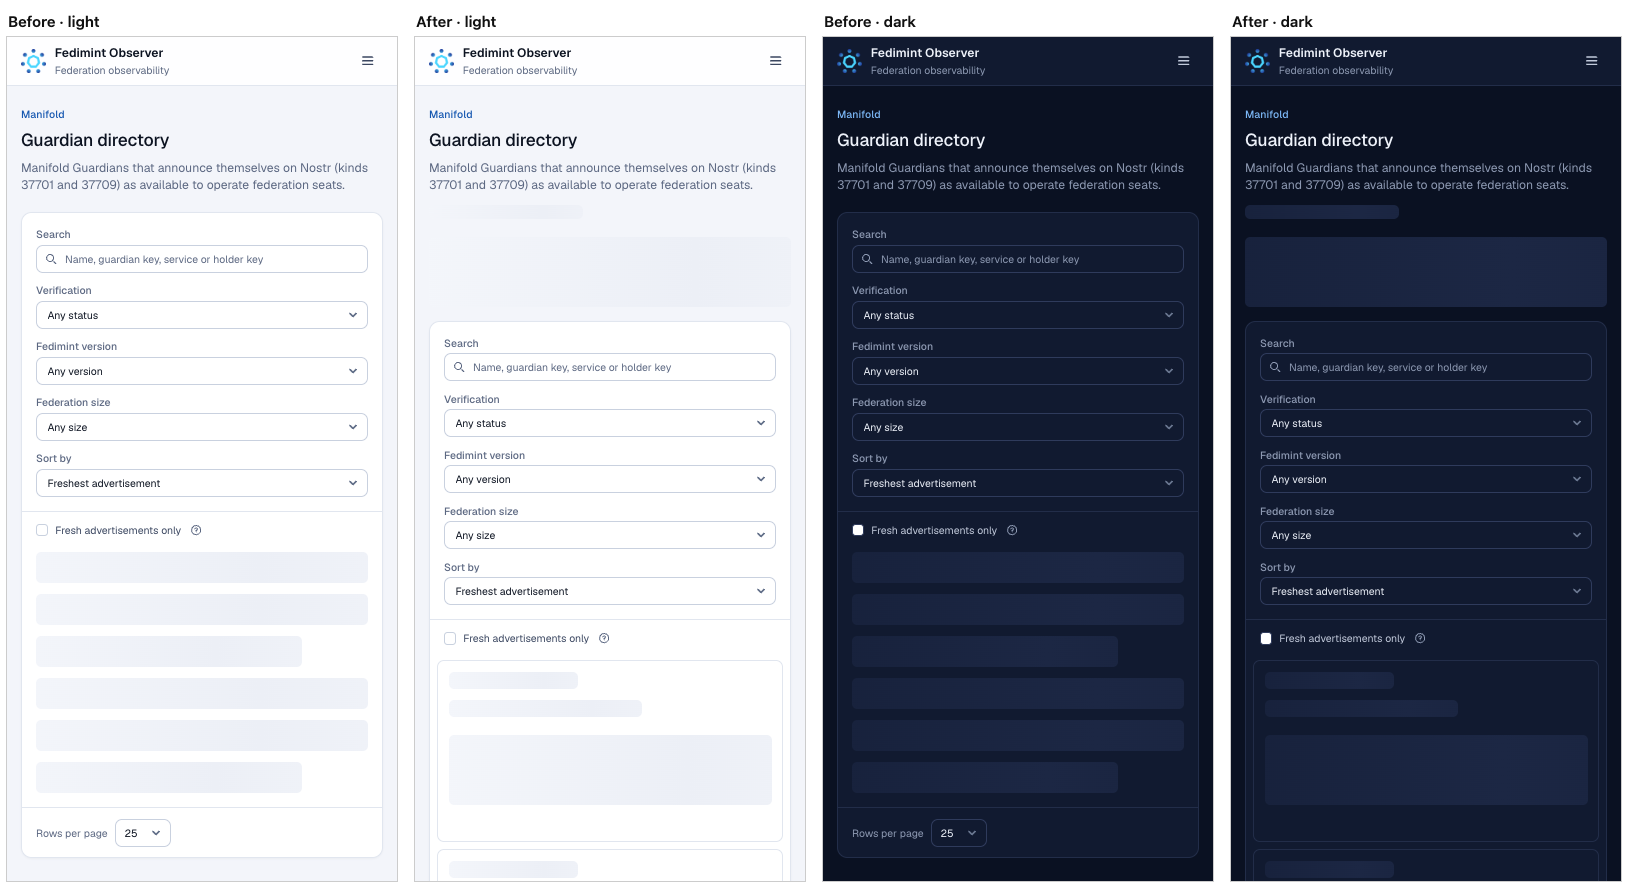 Before · light
Fedimint Observer
Federation observability
Manifold
Guardian directory
Manifold Guardians that announce themselves on Nostr (kinds
37701 and 37709) as available to operate federation seats.
Search
Name, guardian key, service or holder key
Verification
Any status
Fedimint version
Any version
Federation size
Any size
Sort by
Freshest advertisement
Fresh advertisements only
Rows per page
25
After · light
Fedimint Observer
Federation observability
Manifold
Guardian directory
Manifold Guardians that announce themselves on Nostr (kinds
37701 and 37709) as available to operate federation seats.
Search
Name, guardian key, service or holder key
Verification
Any status
Fedimint version
Any version
Federation size
Any size
Sort by
Freshest advertisement
Fresh advertisements only
Before · dark
Fedimint Observer
Federation observability
Manifold
Guardian directory
Manifold Guardians that announce themselves on Nostr (kinds
37701 and 37709) as available to operate federation seats.
Search
Name, guardian key, service or holder key
Verification
Any status
Fedimint version
Any version
Federation size
Any size
Sort by
Freshest advertisement
Fresh advertisements only
Rows per page
25
After · dark
Fedimint Observer
Federation observability
Manifold
Guardian directory
Manifold Guardians that announce themselves on Nostr (kinds
37701 and 37709) as available to operate federation seats.
Search
Name, guardian key, service or holder key
Verification
Any status
Fedimint version
Any version
Federation size
Any size
Sort by
Freshest advertisement
Fresh advertisements only